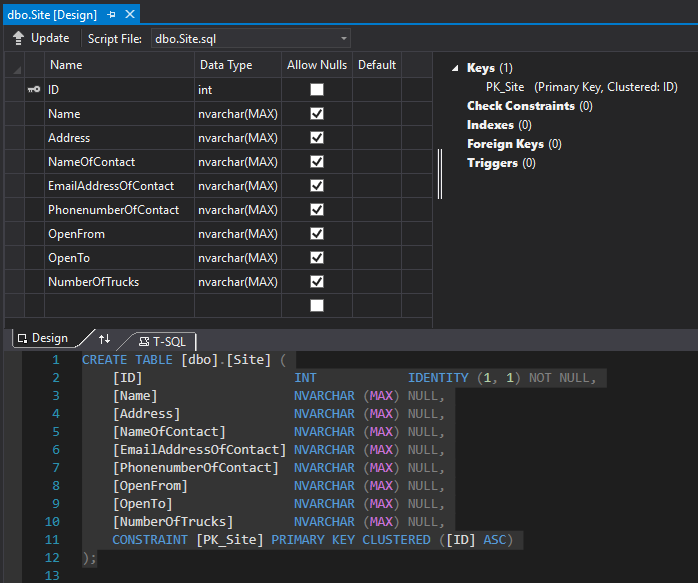 dbo.Site [Design]
Update Script File: dbo.Site.sql
Name Data Type Allow Nulls Default
ID int
Name nvarchar(MAX)
Address nvarchar(MAX)
NameOfContact nvarchar(MAX)
EmailAddressOfContact nvarchar(MAX)
PhonenumberOfContact nvarchar(MAX)
OpenFrom nvarchar(MAX)
OpenTo nvarchar(MAX)
NumberOfTrucks nvarchar(MAX)
Keys (1)
PK_Site (Primary Key, Clustered: ID)
Check Constraints (0)
Indexes (0)
Foreign Keys (0)
Triggers (0)
Design T-SQL
1 CREATE TABLE [dbo].[Site] (
2 [ID] INT IDENTITY (1, 1) NOT NULL,
3 [Name] NVARCHAR (MAX) NULL,
4 [Address] NVARCHAR (MAX) NULL,
5 [NameOfContact] NVARCHAR (MAX) NULL,
6 [EmailAddressOfContact] NVARCHAR (MAX) NULL,
7 [PhonenumberOfContact] NVARCHAR (MAX) NULL,
8 [OpenFrom] NVARCHAR (MAX) NULL,
9 [OpenTo] NVARCHAR (MAX) NULL,
10 [NumberOfTrucks] NVARCHAR (MAX) NULL,
11 CONSTRAINT [PK_Site] PRIMARY KEY CLUSTERED ([ID] ASC)
12 );
13